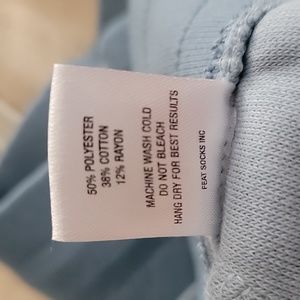 50% POLYESTER
38% COTTON
12% RAYON
MACHINE WASH COLD
DO NOT BLEACH
HANG DRY FOR BEST RESULTS
FEAT SOCKS INC